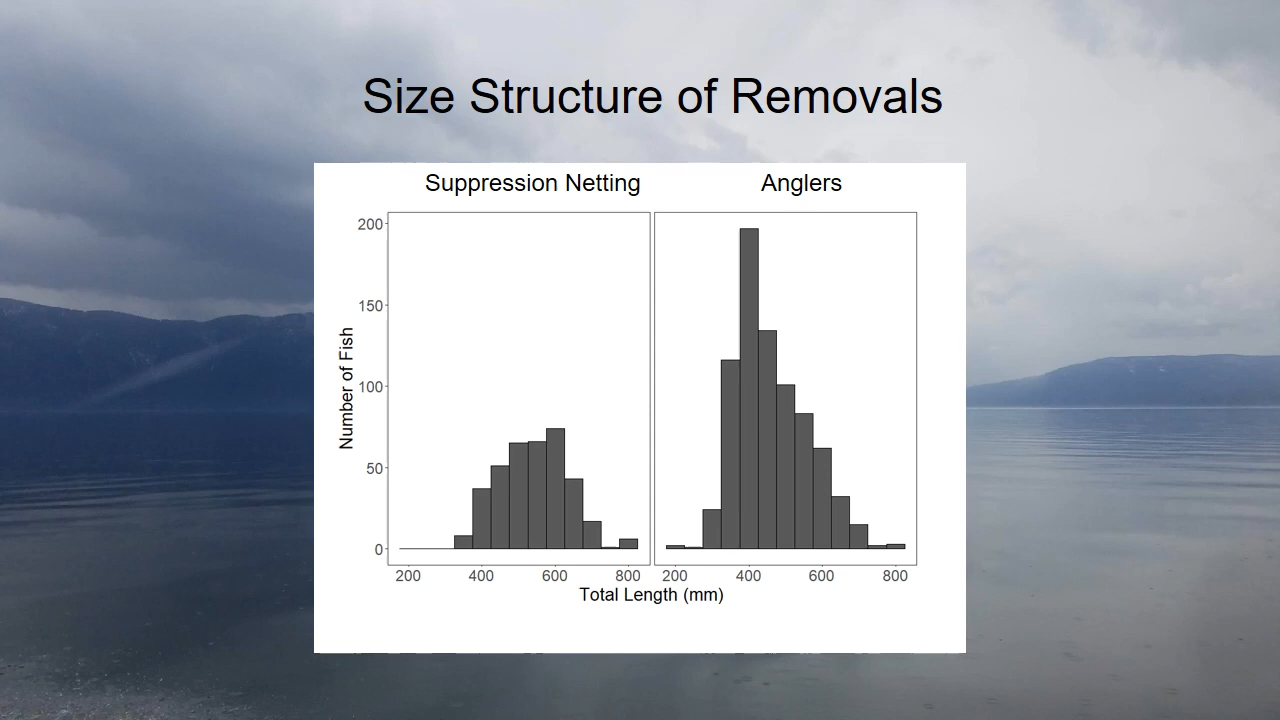 Size Structure of Removals
Suppression Netting
Anglers
Number of Fish
200
150
100
50
0
200 400 600 800
200 400 600 800
Total Length (mm)